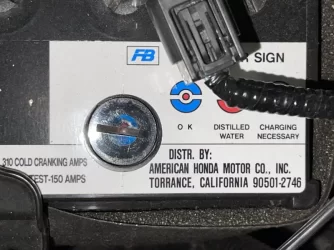 FB
SIGN
OK
DISTILLED WATER
CHARGING NECESSARY
310 COLD CRANKING AMPS
TEST-150 AMPS
DISTR. BY:
AMERICAN HONDA MOTOR CO., INC.
TORRANCE, CALIFORNIA 90501-2746